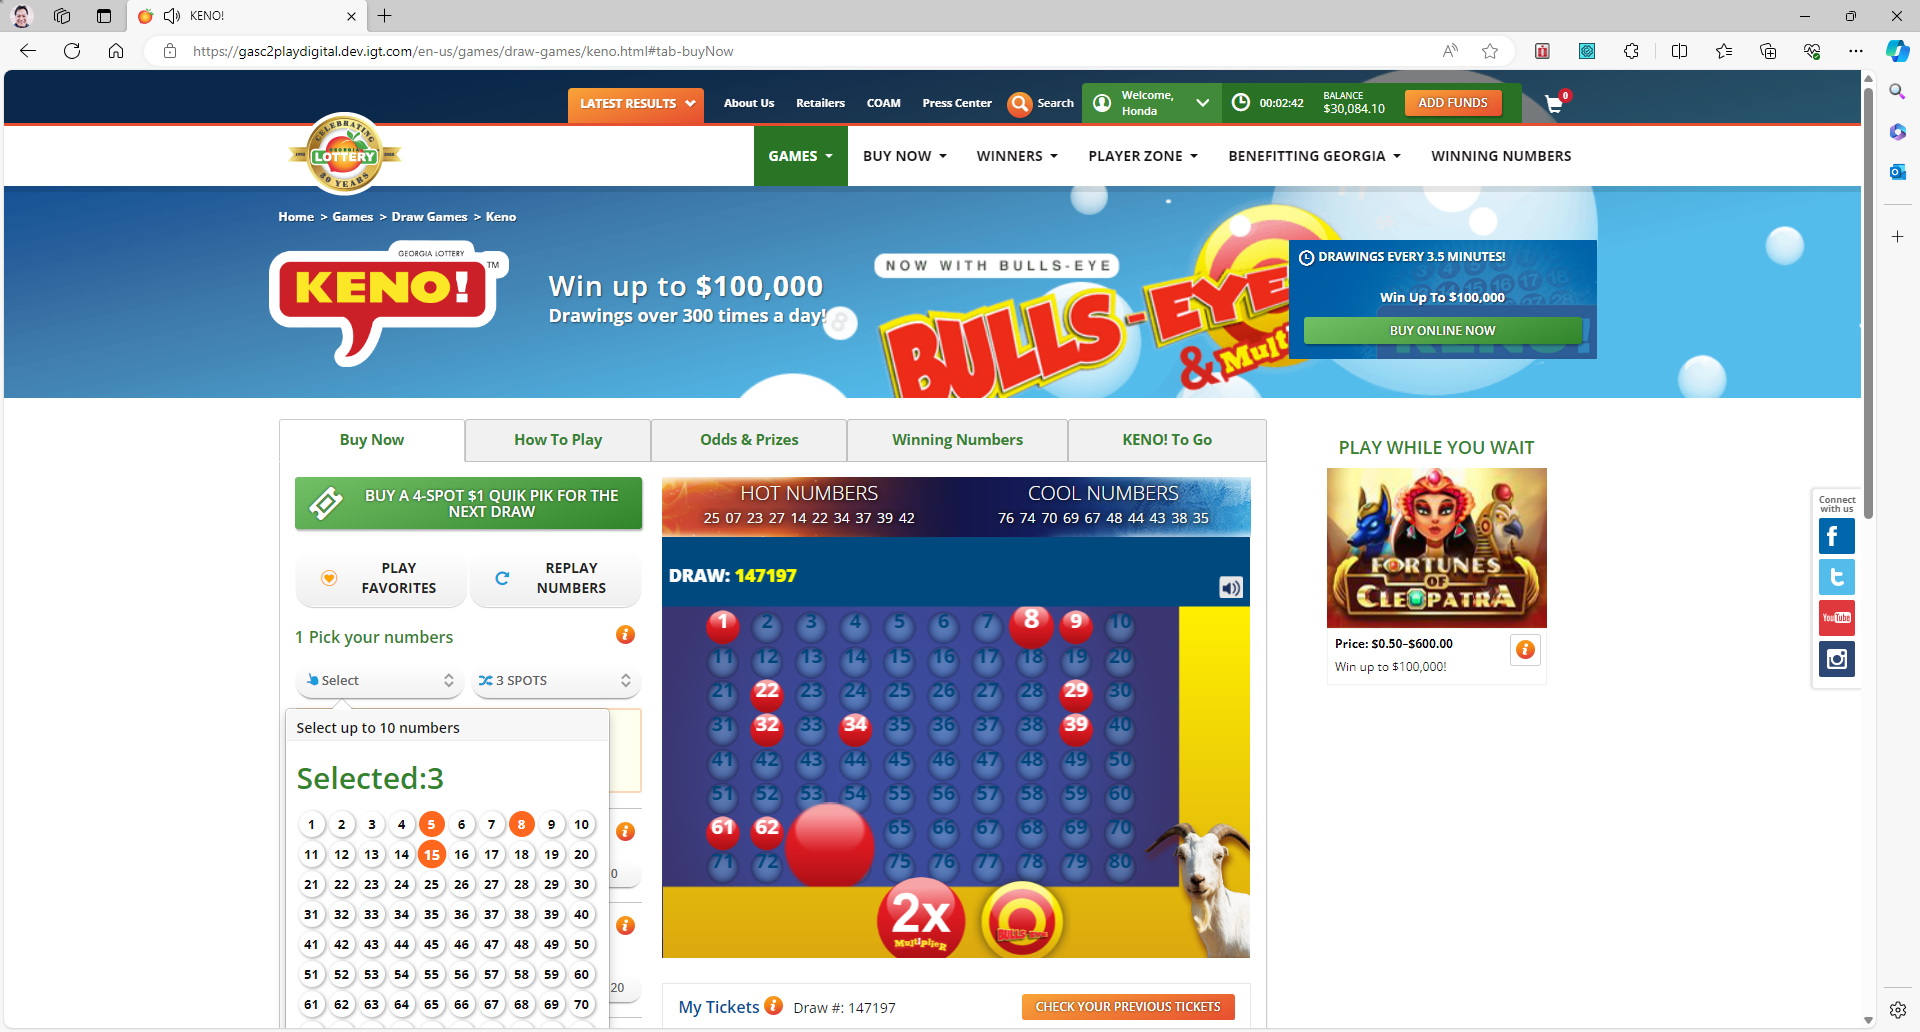 KENO!
https://gasc2playdigital.dev.igt.com/en-us/games/draw-games/keno.html#tab-buyNow
LATEST RESULTS
About Us
Retailers
COAM
Press Center
Search
Welcome,
Honda
00:02:42
BALANCE
$30,084.10
ADD FUNDS
0
CELEBRATING
GEORGIA
LOTTERY
30 YEARS
GAMES
BUY NOW
WINNERS
PLAYER ZONE
BENEFITTING GEORGIA
WINNING NUMBERS
Home > Games > Draw Games > Keno
GEORGIA LOTTERY
KENO!
TM
Win up to $100,000
Drawings over 300 times a day!
NOW WITH BULLS-EYE
BULLS-EYE
& Multi
DRAWINGS EVERY 3.5 MINUTES!
Win Up To $100,000
BUY ONLINE NOW
Buy Now
How To Play
Odds & Prizes
Winning Numbers
KENO! To Go
BUY A 4-SPOT $1 QUIK PIK FOR THE
NEXT DRAW
PLAY
FAVORITES
REPLAY
NUMBERS
1 Pick your numbers
Select
3 SPOTS
Select up to 10 numbers
Selected:3
1 2 3 4 5 6 7 8 9 10
11 12 13 14 15 16 17 18 19 20
21 22 23 24 25 26 27 28 29 30
31 32 33 34 35 36 37 38 39 40
41 42 43 44 45 46 47 48 49 50
51 52 53 54 55 56 57 58 59 60
61 62 63 64 65 66 67 68 69 70
0
20
HOT NUMBERS
25 07 23 27 14 22 34 37 39 42
COOL NUMBERS
76 74 70 69 67 48 44 43 38 35
DRAW: 147197
1 2 3 4 5 6 7 8 9 10
11 12 13 14 15 16 17 18 19 20
21 22 23 24 25 26 27 28 29 30
31 32 33 34 35 36 37 38 39 40
41 42 43 44 45 46 47 48 49 50
51 52 53 54 55 56 57 58 59 60
61 62 65 66 67 68 69 70
71 72 75 76 77 78 79 80
2x
Multiplier
BULLS-EYE
My Tickets
Draw #: 147197
CHECK YOUR PREVIOUS TICKETS
PLAY WHILE YOU WAIT
FORTUNES
OF
CLEOPATRA
Price: $0.50–$600.00
Win up to $100,000!
Connect
with us
You Tube